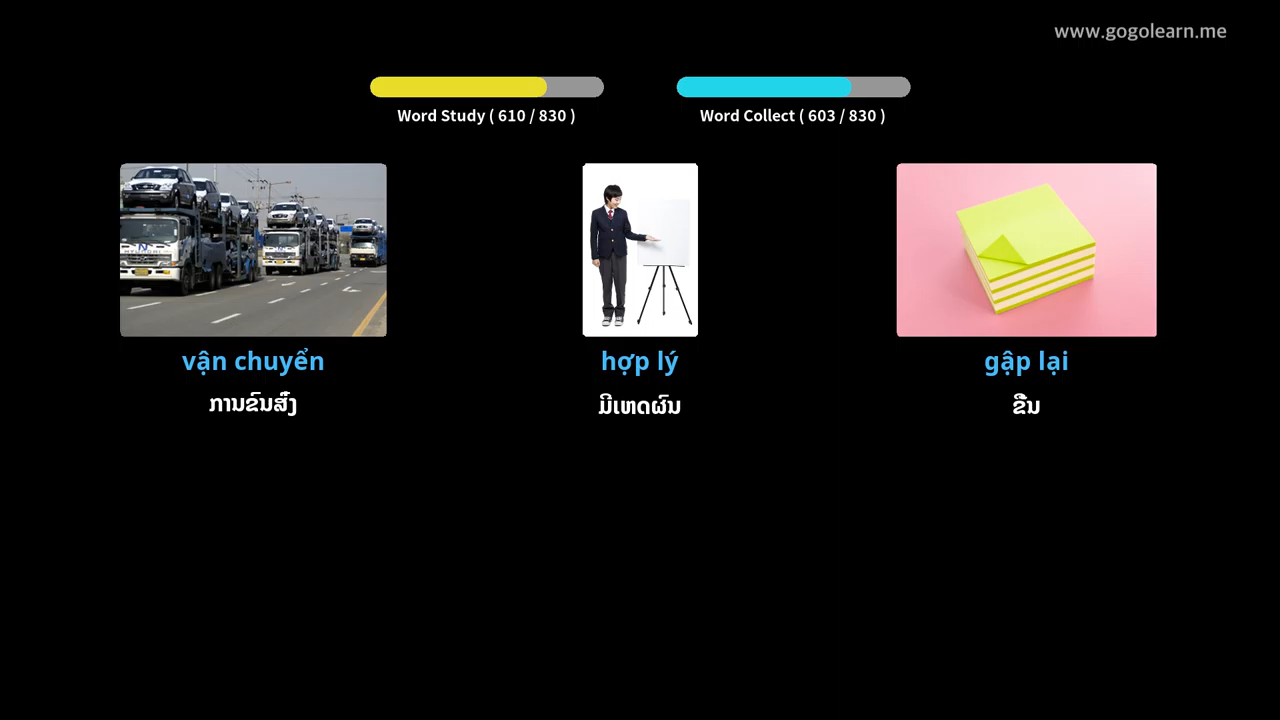 www.gogolearn.me
Word Study ( 610 / 830 )
Word Collect ( 603 / 830 )
vận chuyển
hợp lý
gập lại
ການຂົນສົ່ງ
ມີເຫດຜົນ
ຂຶ້ນ